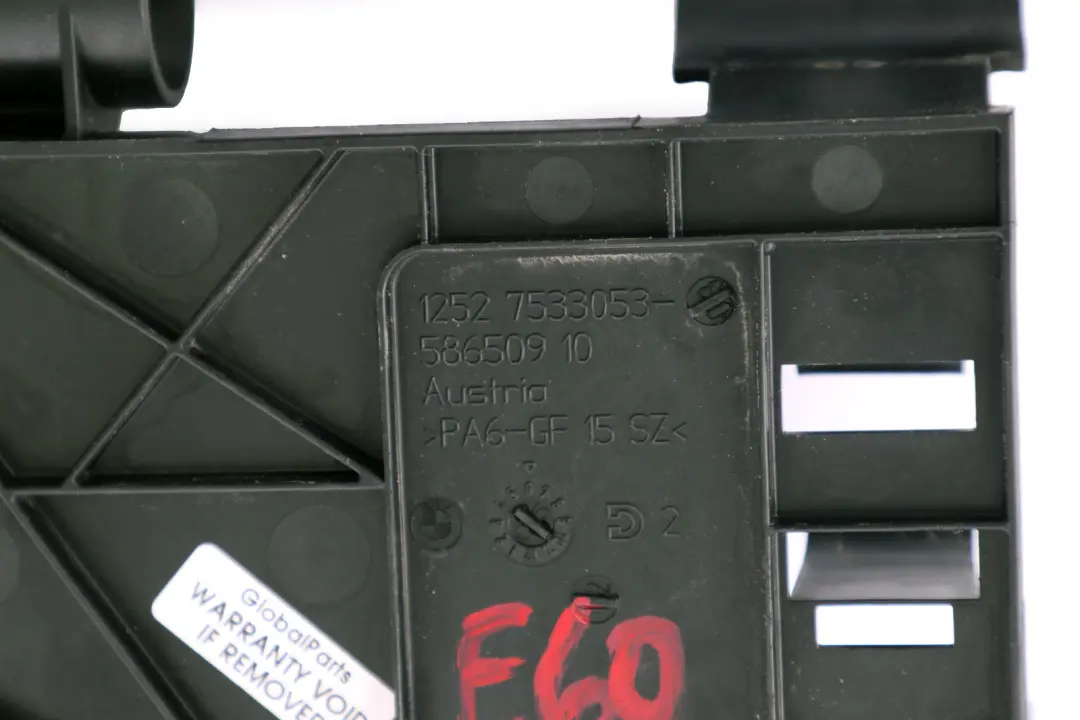 1252 7533053-
586509 10
Austria
>PA6-GF 15 SZ<
D 2
E60
GlobalParts
WARRANTY VOID
IF REMOVED